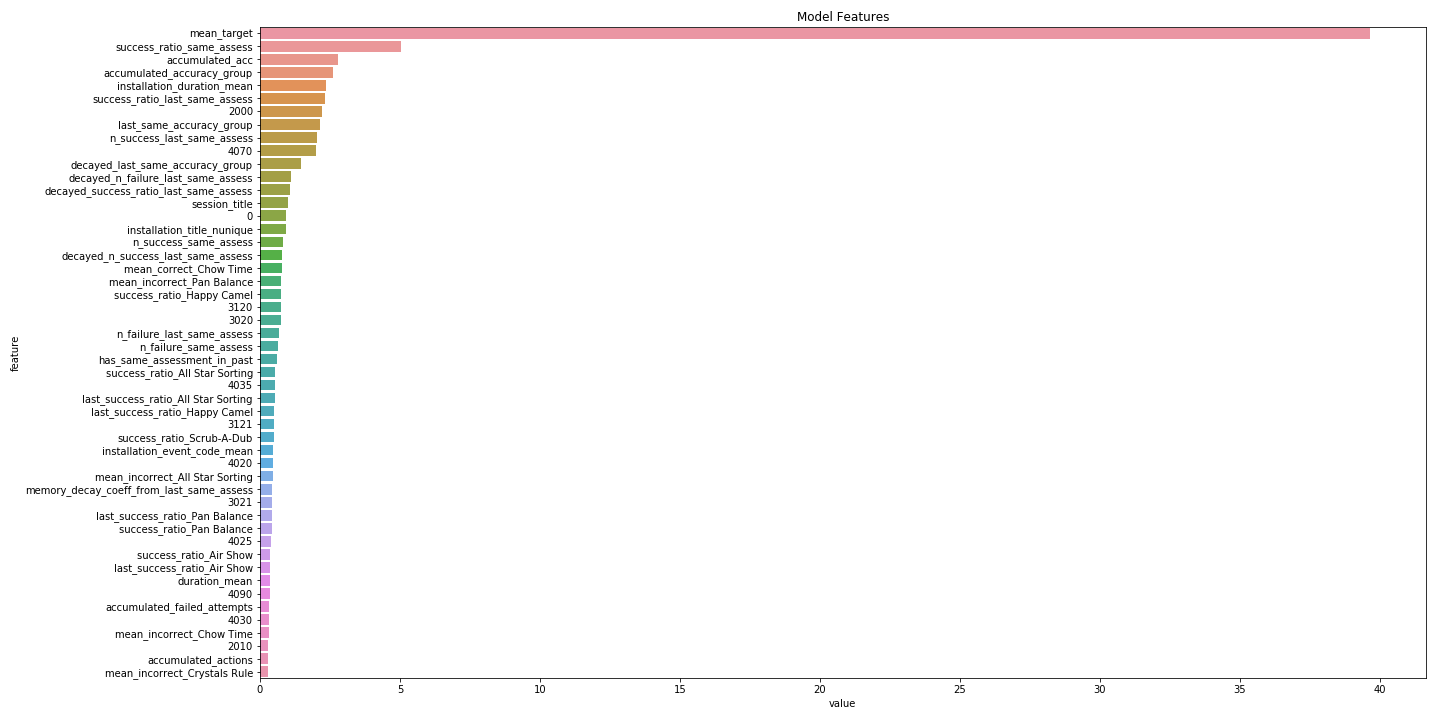 Model Features
mean_target
success_ratio_same_assess
accumulated_acc
accumulated_accuracy_group
installation_duration_mean
success_ratio_last_same_assess
2000
last_same_accuracy_group
n_success_last_same_assess
4070
decayed_last_same_accuracy_group
decayed_n_failure_last_same_assess
decayed_success_ratio_last_same_assess
session_title
0
installation_title_nunique
n_success_same_assess
decayed_n_success_last_same_assess
mean_correct_Chow Time
mean_incorrect_Pan Balance
success_ratio_Happy Camel
3120
3020
n_failure_last_same_assess
n_failure_same_assess
has_same_assessment_in_past
success_ratio_All Star Sorting
4035
last_success_ratio_All Star Sorting
last_success_ratio_Happy Camel
3121
success_ratio_Scrub-A-Dub
installation_event_code_mean
4020
mean_incorrect_All Star Sorting
memory_decay_coeff_from_last_same_assess
3021
last_success_ratio_Pan Balance
success_ratio_Pan Balance
4025
success_ratio_Air Show
last_success_ratio_Air Show
duration_mean
4090
accumulated_failed_attempts
4030
mean_incorrect_Chow Time
2010
accumulated_actions
mean_incorrect_Crystals Rule
feature
0 5 10 15 20 25 30 35 40
value